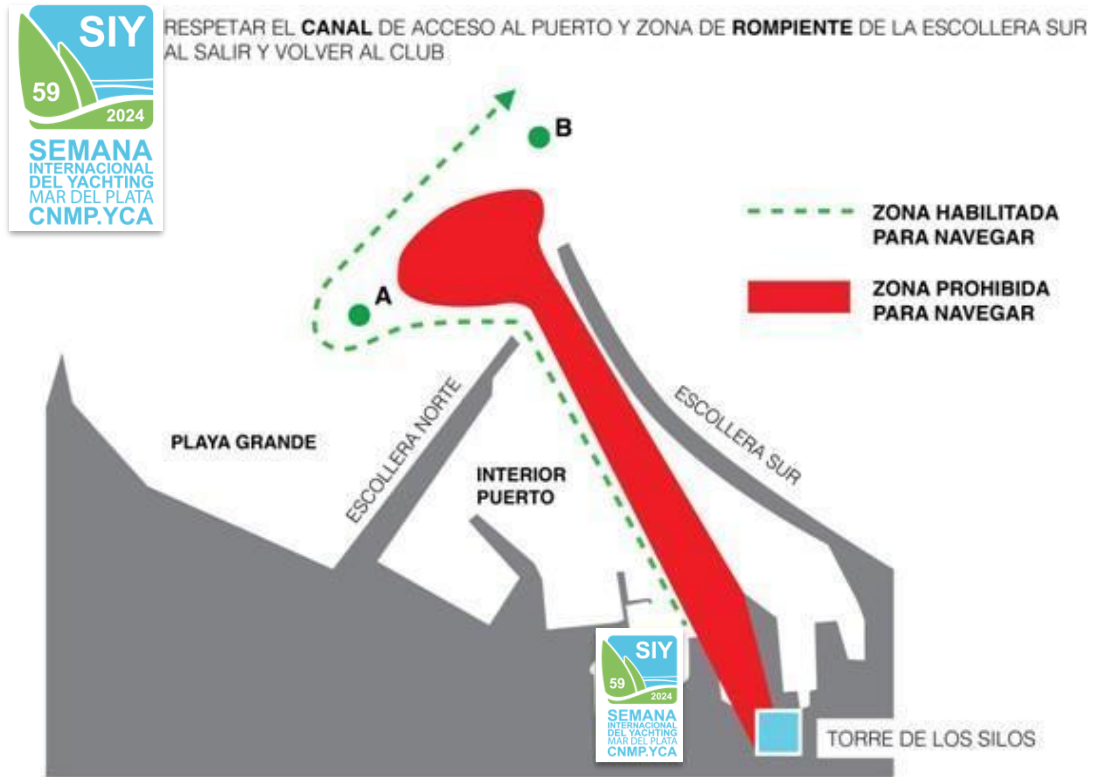 RESPETAR EL CANAL DE ACCESO AL PUERTO Y ZONA DE ROMPIENTE DE LA ESCOLLERA SUR
AL SALIR Y VOLVER AL CLUB
SIY
59
2024
SEMANA
INTERNACIONAL
DEL YACHTING
MAR DEL PLATA
CNMP.YCA
B
A
ZONA HABILITADA
PARA NAVEGAR
ZONA PROHIBIDA
PARA NAVEGAR
PLAYA GRANDE
ESCOLLERA NORTE
INTERIOR
PUERTO
ESCOLLERA SUR
SIY
59
2024
SEMANA
INTERNACIONAL
DEL YACHTING
MAR DEL PLATA
CNMP.YCA
TORRE DE LOS SILOS